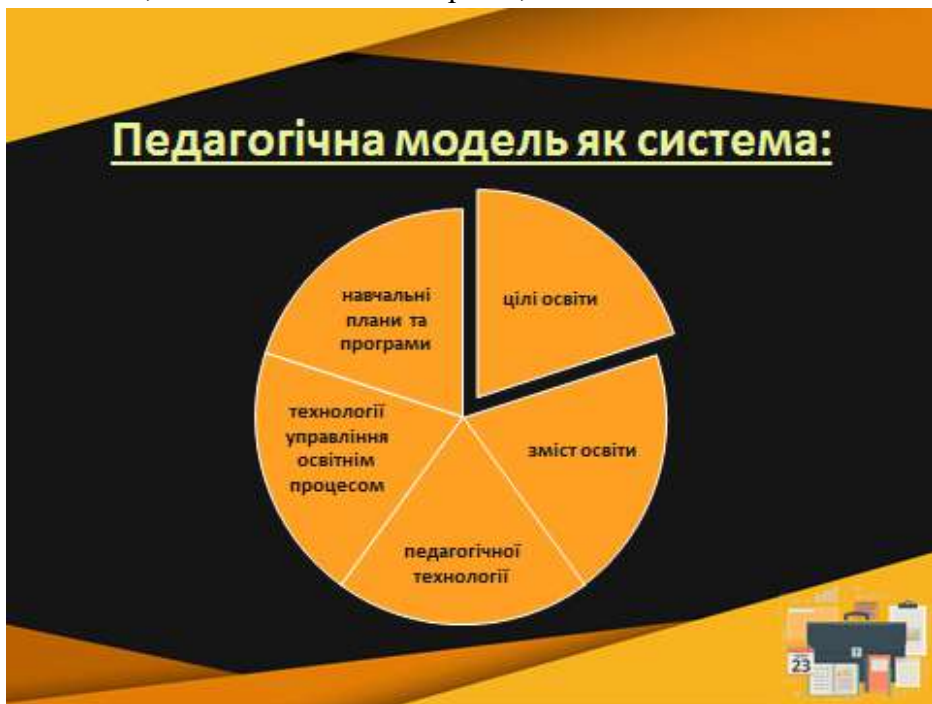 Педагогічна модель як система:
цілі освіти
зміст освіти
педагогічної
технології
технології
управління
освітнім
процесом
навчальні
плани та
програми
23